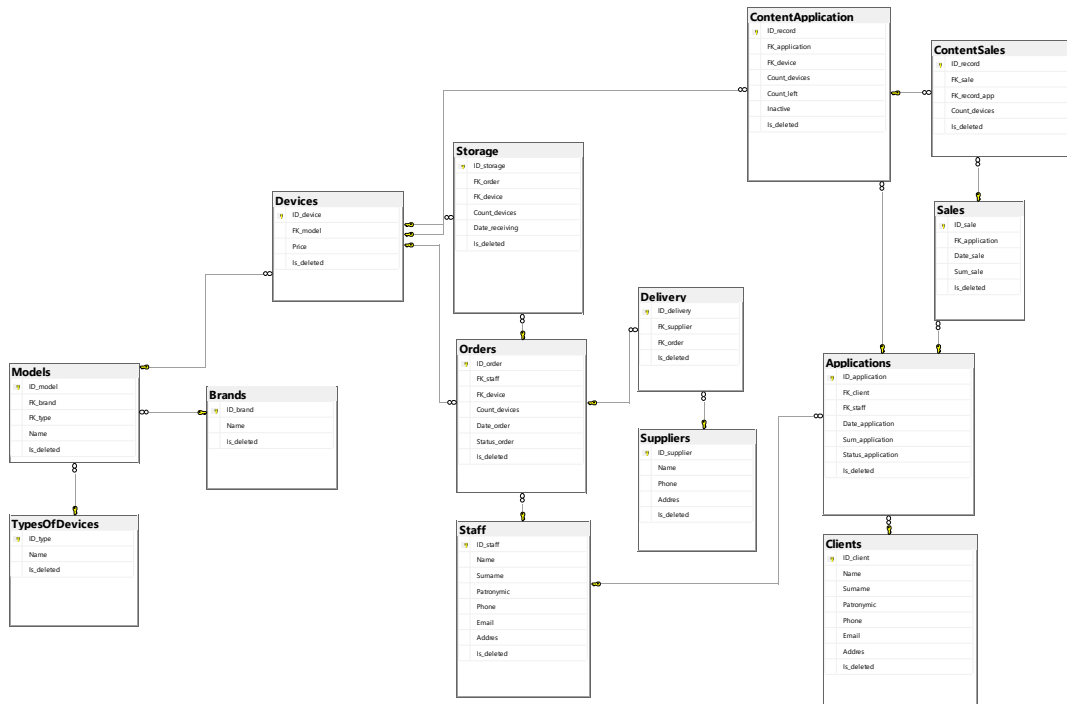 ContentApplication
ID_record
FK_application
FK_device
Count_devices
Count_left
Inactive
Is_deleted
ContentSales
ID_record
FK_sale
FK_record_app
Count_devices
Is_deleted
Storage
ID_storage
FK_order
FK_device
Count_devices
Date_receiving
Is_deleted
Devices
ID_device
FK_model
Price
Is_deleted
Sales
ID_sale
FK_application
Date_sale
Sum_sale
Is_deleted
Delivery
ID_delivery
FK_supplier
FK_order
Is_deleted
Orders
ID_order
FK_staff
FK_device
Count_devices
Date_order
Status_order
Is_deleted
Applications
ID_application
FK_client
FK_staff
Date_application
Sum_application
Status_application
Is_deleted
Models
ID_model
FK_brand
FK_type
Name
Is_deleted
Brands
ID_brand
Name
Is_deleted
Suppliers
ID_supplier
Name
Phone
Addres
Is_deleted
TypesOfDevices
ID_type
Name
Is_deleted
Staff
ID_staff
Name
Surname
Patronymic
Phone
Email
Addres
Is_deleted
Clients
ID_client
Name
Surname
Patronymic
Phone
Email
Addres
Is_deleted